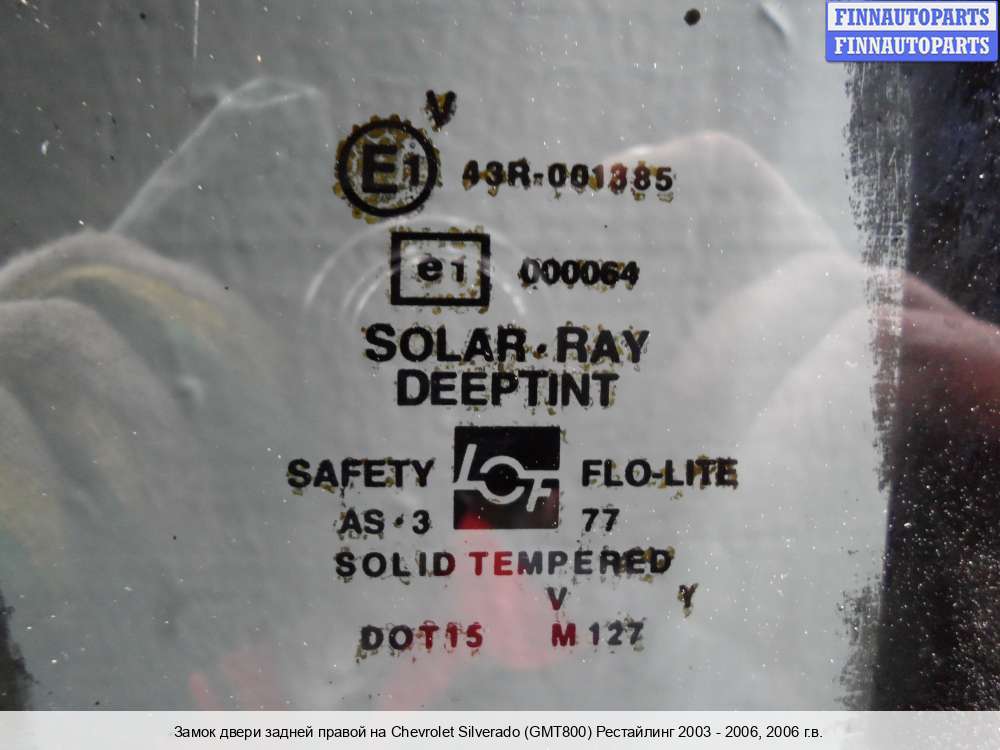 FINNAUTOPARTS
FINNAUTOPARTS
V
E1 43R-001385
e1 000064
SOLAR·RAY
DEEPTINT
SAFETY LOF FLO-LITE
AS·3 77
SOLID TEMPERED
V Y
DOT15 M127
Замок двери задней правой на Chevrolet Silverado (GMT800) Рестайлинг 2003 - 2006, 2006 г.в.